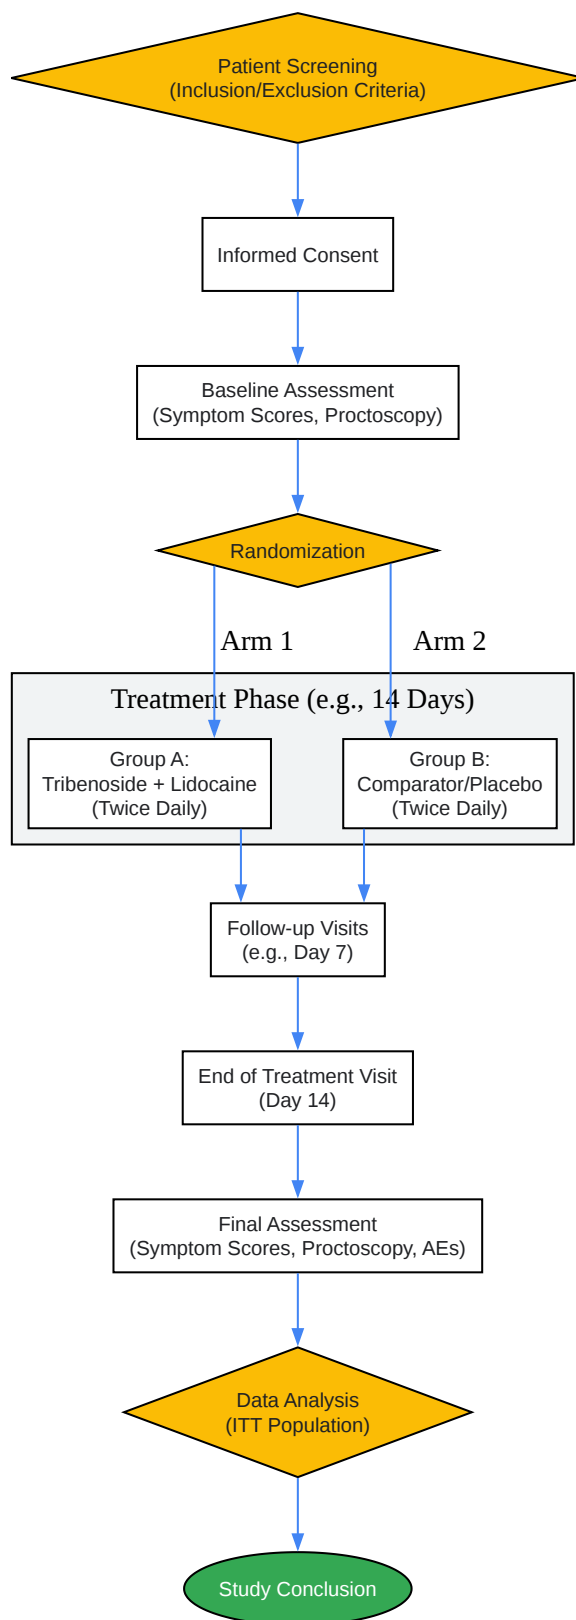 Patient Screening
(Inclusion/Exclusion Criteria)
Informed Consent
Baseline Assessment
(Symptom Scores, Proctoscopy)
Randomization
Arm 1
Arm 2
Treatment Phase (e.g., 14 Days)
Group A:
Tribenoside + Lidocaine
(Twice Daily)
Group B:
Comparator/Placebo
(Twice Daily)
Follow-up Visits
(e.g., Day 7)
End of Treatment Visit
(Day 14)
Final Assessment
(Symptom Scores, Proctoscopy, AEs)
Data Analysis
(ITT Population)
Study Conclusion